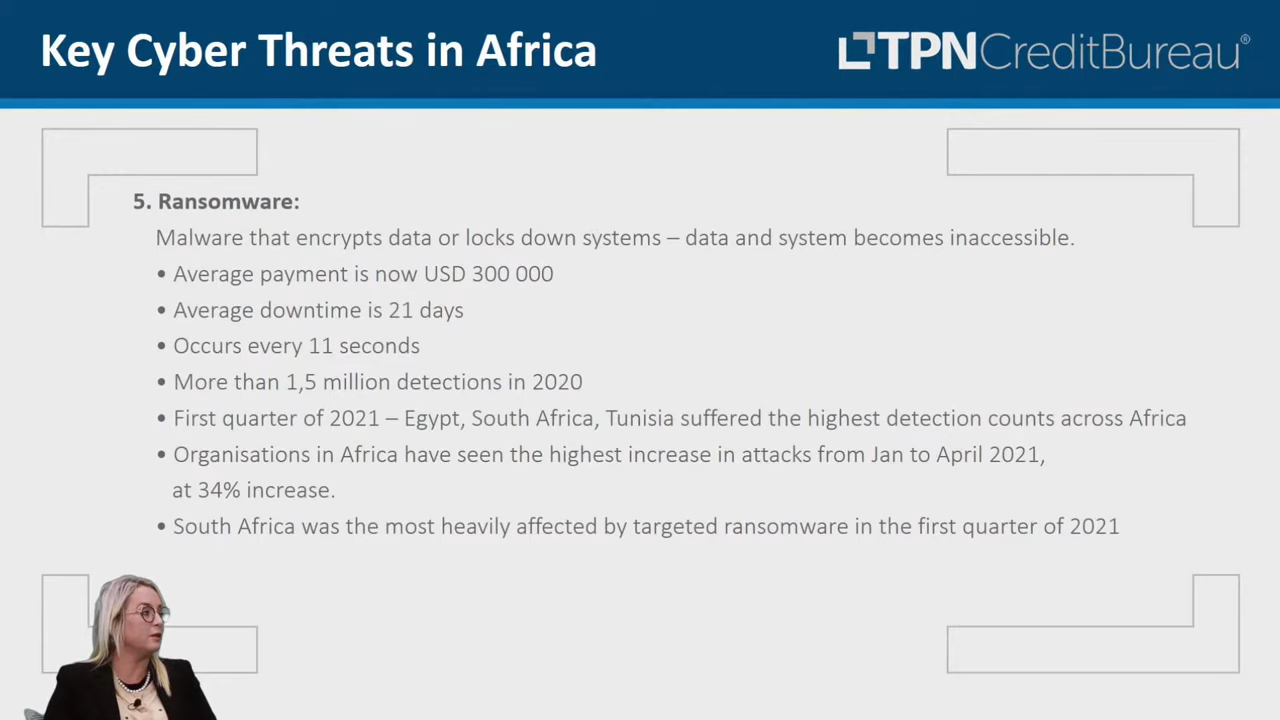 Key Cyber Threats in Africa
TPNCreditBureau®
5. Ransomware:
Malware that encrypts data or locks down systems – data and system becomes inaccessible.
• Average payment is now USD 300 000
• Average downtime is 21 days
• Occurs every 11 seconds
• More than 1,5 million detections in 2020
• First quarter of 2021 – Egypt, South Africa, Tunisia suffered the highest detection counts across Africa
• Organisations in Africa have seen the highest increase in attacks from Jan to April 2021,
at 34% increase.
• South Africa was the most heavily affected by targeted ransomware in the first quarter of 2021